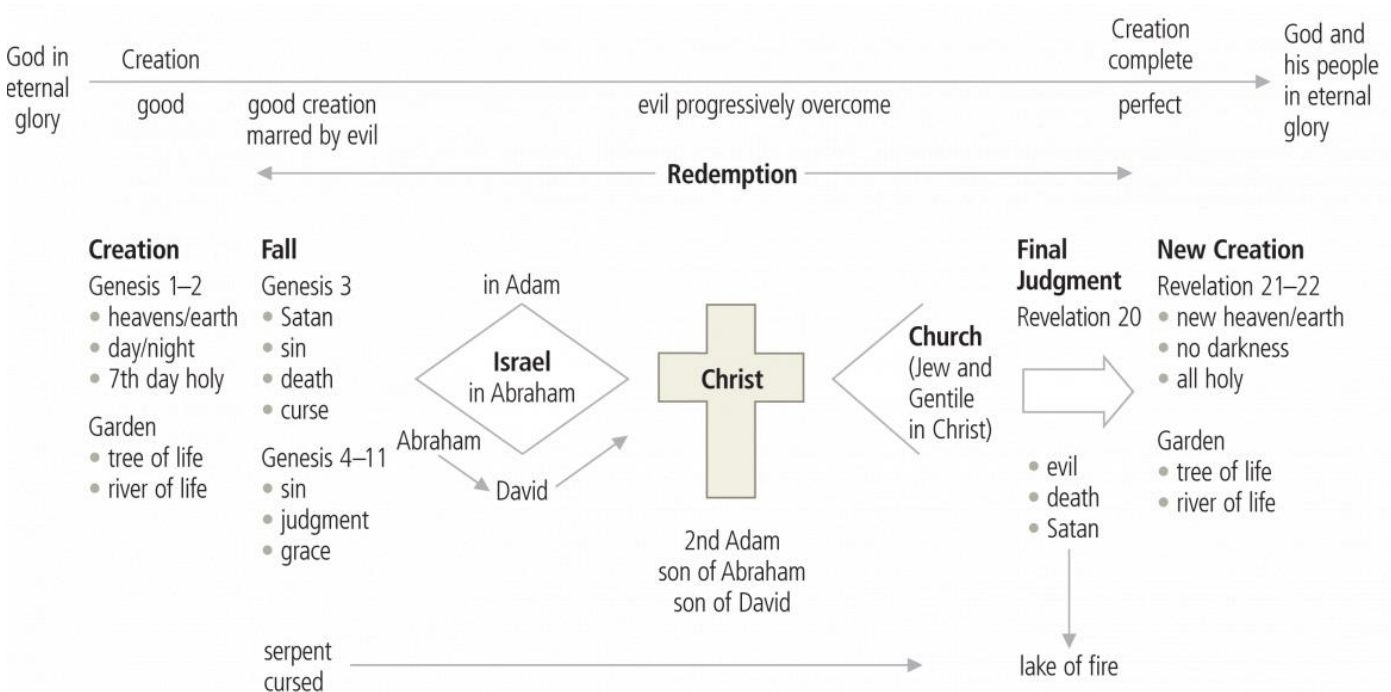 God in
eternal
glory
Creation
good
good creation
marred by evil
evil progressively overcome
Creation
complete
perfect
God and
his people
in eternal
glory
Redemption
Creation
Genesis 1–2
• heavens/earth
• day/night
• 7th day holy
Garden
• tree of life
• river of life
Fall
Genesis 3
• Satan
• sin
• death
• curse
Genesis 4–11
• sin
• judgment
• grace
in Adam
Israel
in Abraham
Abraham
David
Christ
2nd Adam
son of Abraham
son of David
Church
(Jew and
Gentile
in Christ)
Final
Judgment
Revelation 20
• evil
• death
• Satan
New Creation
Revelation 21–22
• new heaven/earth
• no darkness
• all holy
Garden
• tree of life
• river of life
serpent
cursed
lake of fire